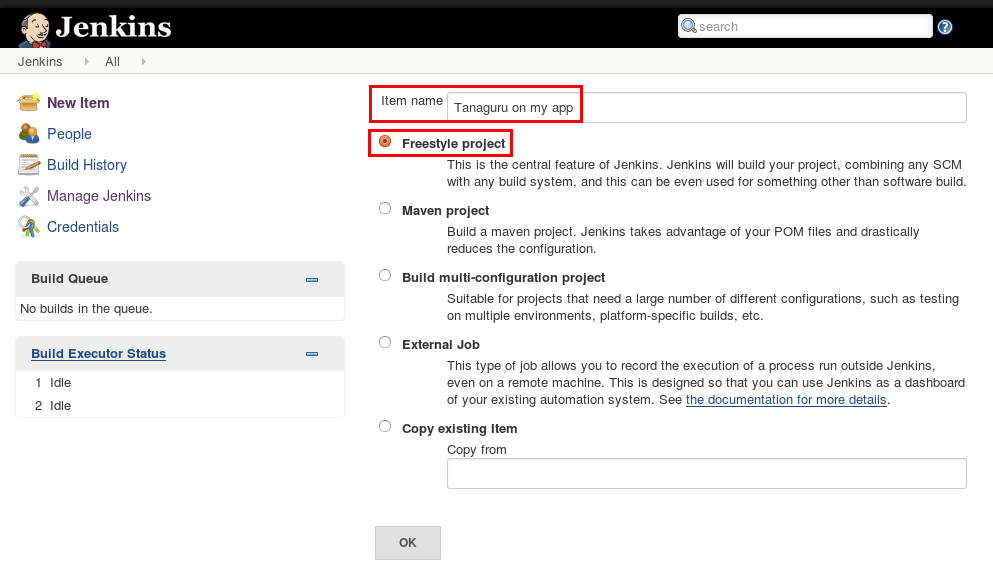 Jenkins
search
Jenkins All
New Item
People
Build History
Manage Jenkins
Credentials
Build Queue
No builds in the queue.
Build Executor Status
1 Idle
2 Idle
Item name Tanaguru on my app
Freestyle project
This is the central feature of Jenkins. Jenkins will build your project, combining any SCM
with any build system, and this can be even used for something other than software build.
Maven project
Build a maven project. Jenkins takes advantage of your POM files and drastically
reduces the configuration.
Build multi-configuration project
Suitable for projects that need a large number of different configurations, such as testing
on multiple environments, platform-specific builds, etc.
External Job
This type of job allows you to record the execution of a process run outside Jenkins,
even on a remote machine. This is designed so that you can use Jenkins as a dashboard
of your existing automation system. See the documentation for more details.
Copy existing Item
Copy from
OK